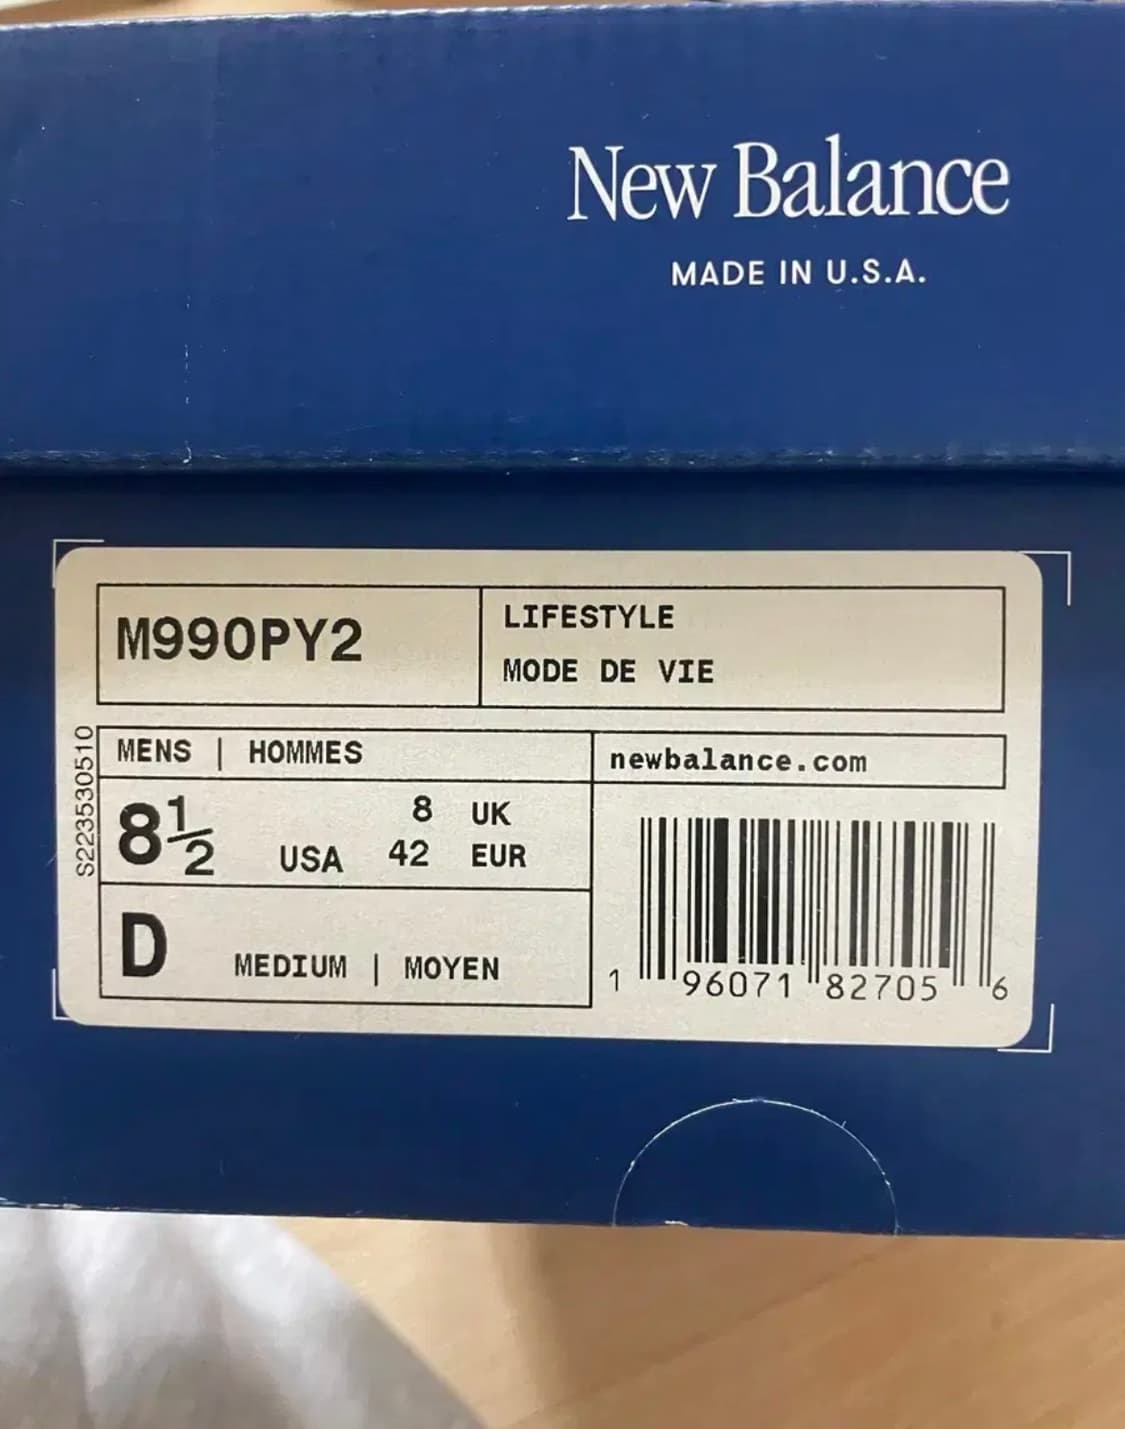 New Balance
MADE IN U.S.A.
M990PY2
LIFESTYLE
MODE DE VIE
S223530510
MENS | HOMMES
newbalance.com
8½ USA
8 UK
42 EUR
D MEDIUM | MOYEN
1 96071 82705 6